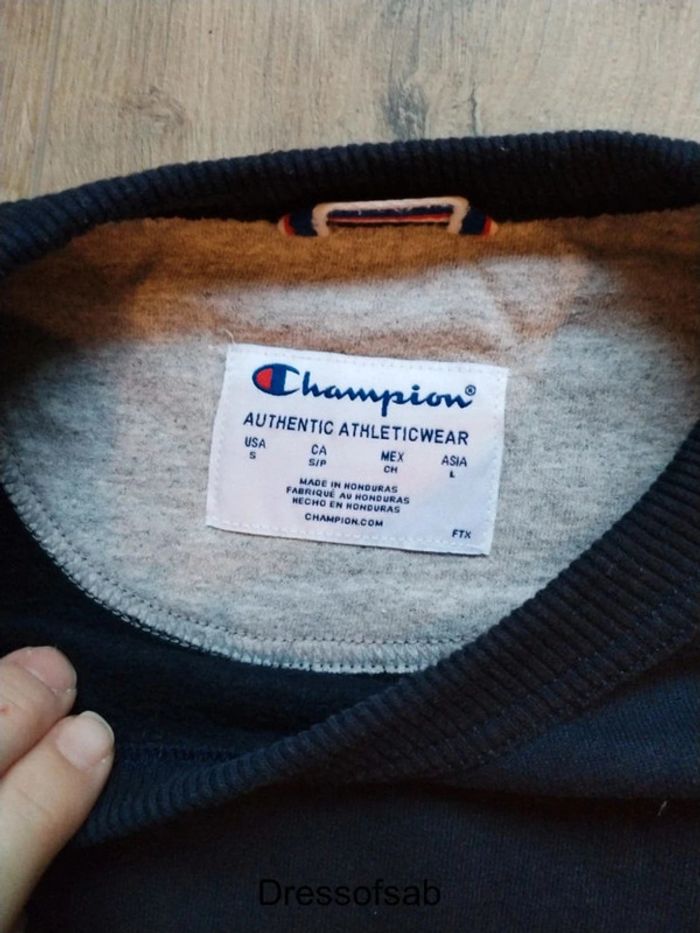 Champion®
AUTHENTIC ATHLETICWEAR
USA CA MEX ASIA
S S/P CH L
MADE IN HONDURAS
FABRIQUÉ AU HONDURAS
HECHO EN HONDURAS
CHAMPION.COM
FTX
Dressofsab